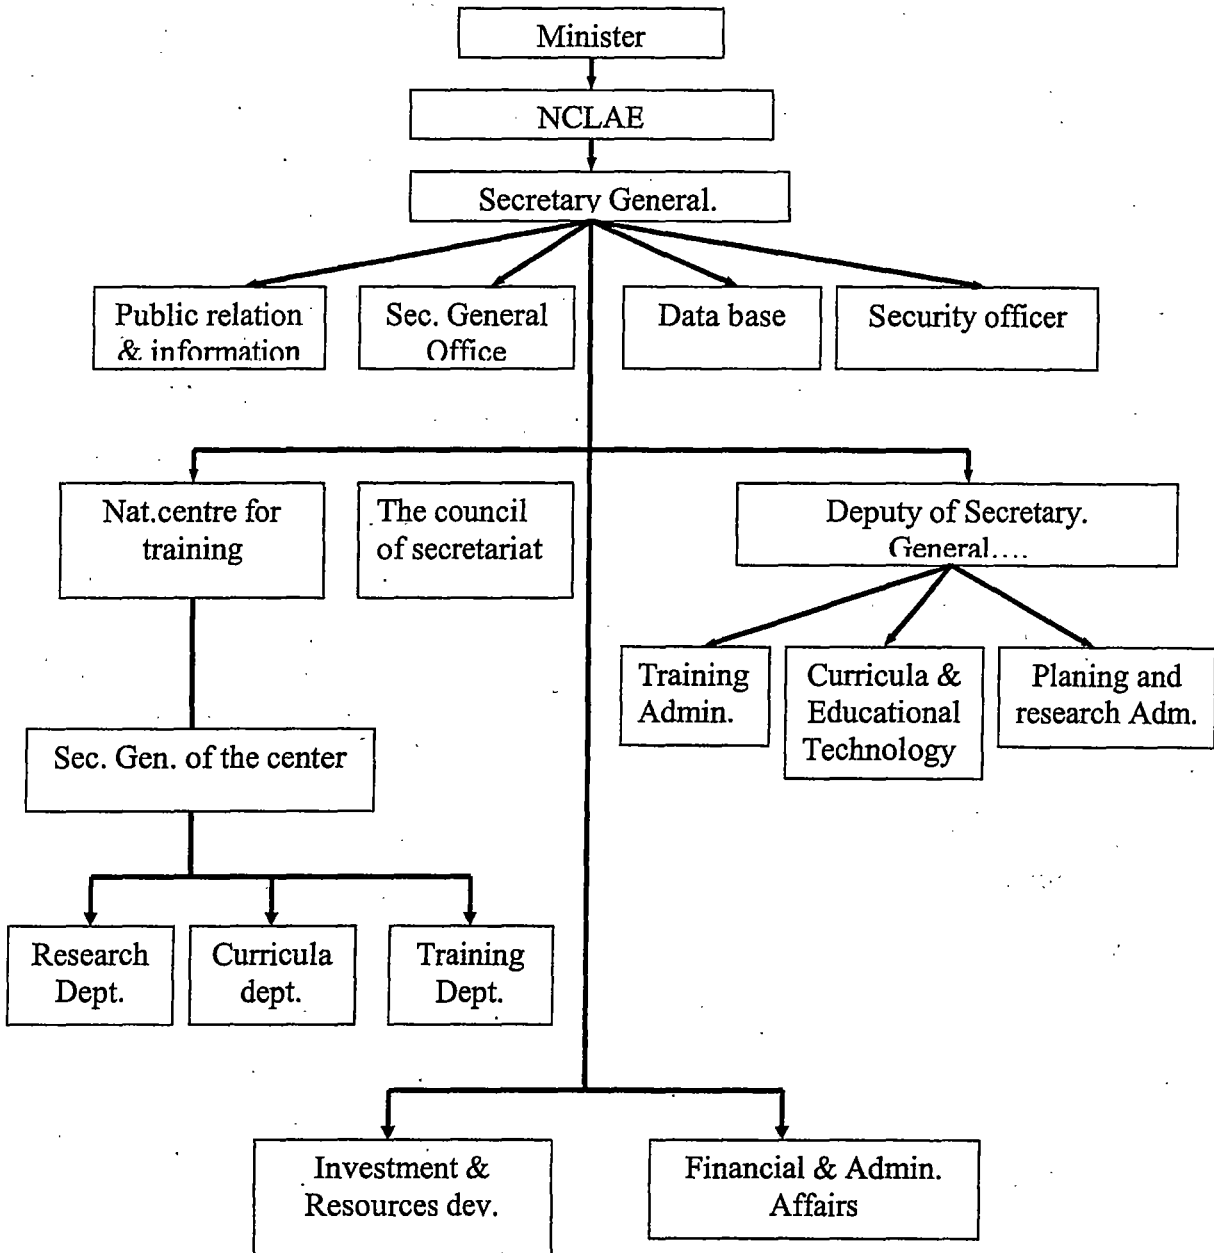 Minister
NCLAE
Secretary General.
Public relation
& information
Sec. General
Office
Data base
Security officer
Nat.centre for
training
The council
of secretariat
Deputy of Secretary.
General....
Training
Admin.
Curricula &
Educational
Technology
Planing and
research Adm.
Sec. Gen. of the center
Research
Dept.
Curricula
dept.
Training
Dept.
Investment &
Resources dev.
Financial & Admin.
Affairs